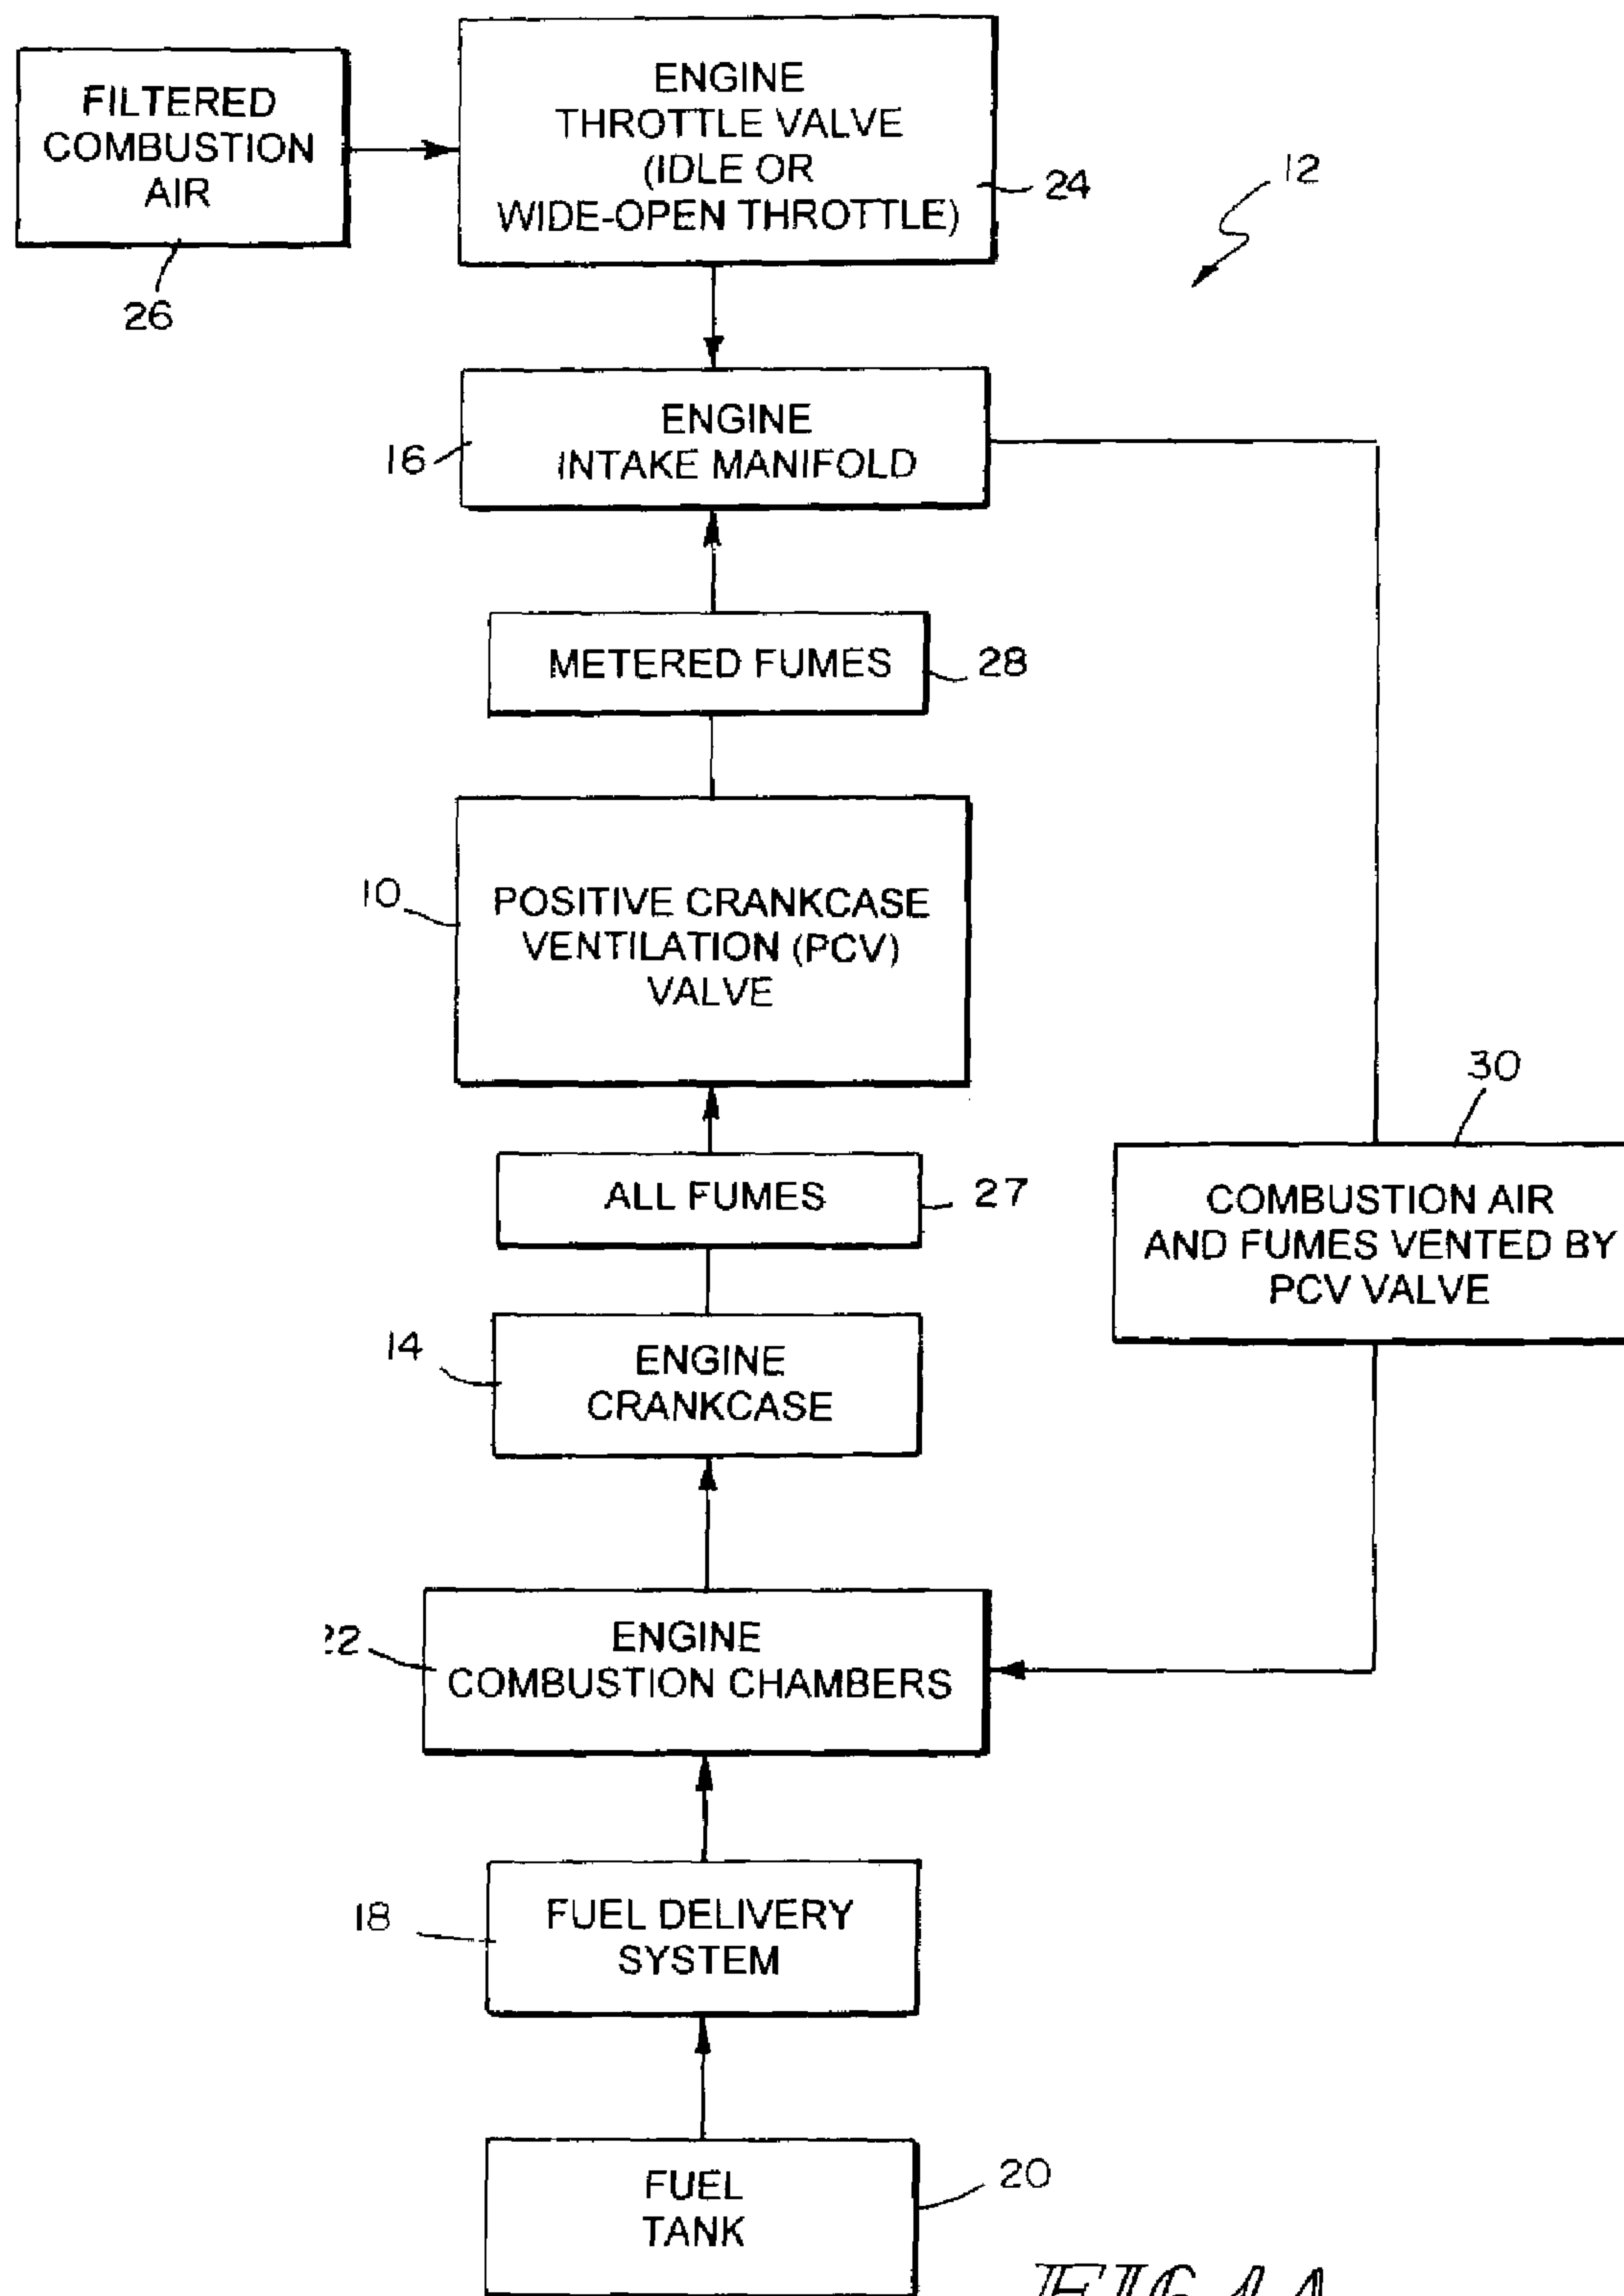 FILTERED
COMBUSTION
AIR
26
ENGINE
THROTTLE VALVE
(IDLE OR
WIDE-OPEN THROTTLE)
24
12
ENGINE
INTAKE MANIFOLD
16
METERED FUMES
28
POSITIVE CRANKCASE
VENTILATION (PCV)
VALVE
10
ALL FUMES
27
30
COMBUSTION AIR
AND FUMES VENTED BY
PCV VALVE
14
ENGINE
CRANKCASE
22
ENGINE
COMBUSTION CHAMBERS
18
FUEL DELIVERY
SYSTEM
FUEL
TANK
20